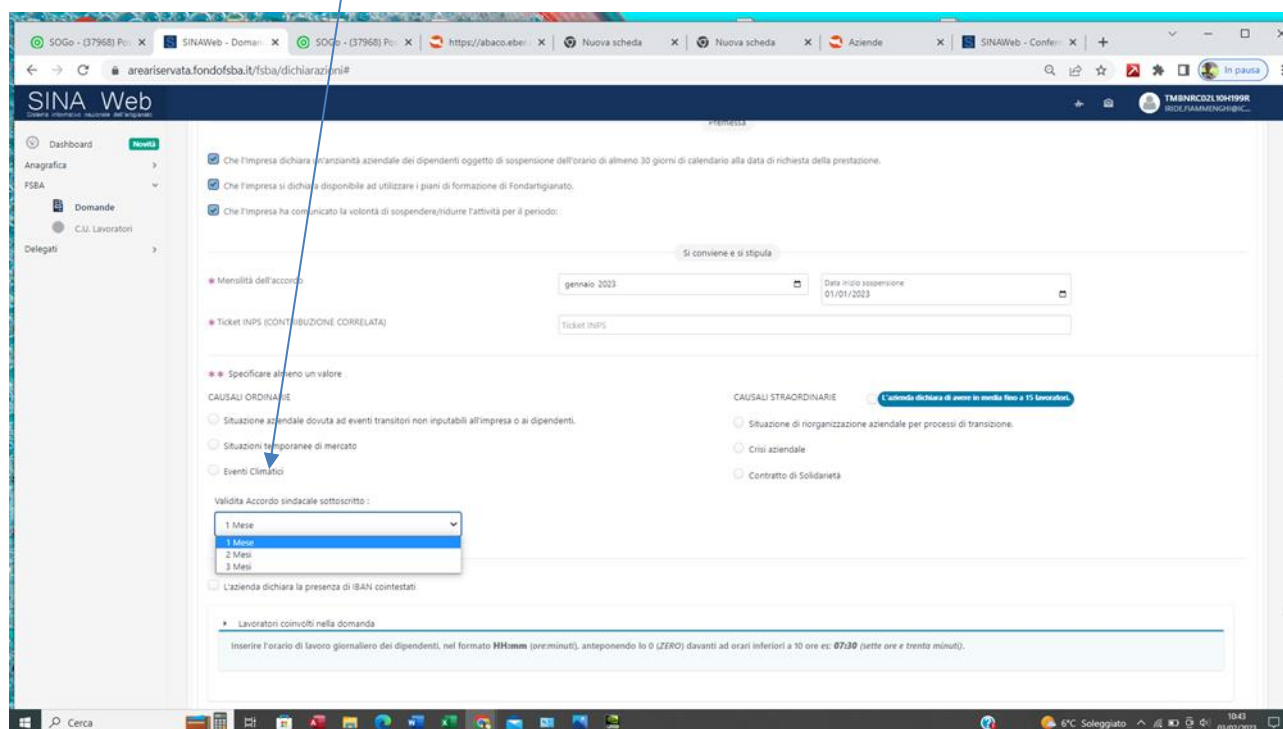 SOGo - (37968) Po
SINAWeb - Doman
SOGo - (37968) Po
https://abaco.eber.
Nuova scheda
Nuova scheda
Aziende
SINAWeb - Confer
areariservata.fondofsba.it/fsba/dichiarazioni#
In pausa
SINA Web
Sistema informativo nazionale dell'artigianato
TMBNRC02L10H199R
IRIDE.FIAMMENGHI@IC...
Dashboard
Novità
Anagrafica
FSBA
Domande
C.U. Lavoratori
Delegati
Premessa
Che l'Impresa dichiara un'anzianità aziendale dei dipendenti oggetto di sospensione dell'orario di almeno 30 giorni di calendario alla data di richiesta della prestazione.
Che l'Impresa si dichiara disponibile ad utilizzare i piani di formazione di Fondartigianato.
Che l'Impresa ha comunicato la volontà di sospendere/ridurre l'attività per il periodo:
Si conviene e si stipula
* Mensilità dell'accordo
gennaio 2023
Data inizio sospensione
01/01/2023
* Ticket INPS (CONTRIBUZIONE CORRELATA)
Ticket INPS
* * Specificare almeno un valore
CAUSALI ORDINARIE
Situazione aziendale dovuta ad eventi transitori non inputabili all'impresa o ai dipendenti.
Situazioni temporanee di mercato
Eventi Climatici
CAUSALI STRAORDINARIE
L'azienda dichiara di avere in media fino a 15 lavoratori.
Situazione di riorganizzazione aziendale per processi di transizione.
Crisi aziendale
Contratto di Solidarietà
Validita Accordo sindacale sottoscritto :
1 Mese
1 Mese
2 Mesi
3 Mesi
L'azienda dichiara la presenza di IBAN cointestati
Lavoratori coinvolti nella domanda
Inserire l'orario di lavoro giornaliero dei dipendenti, nel formato HH:mm (ore:minuti), anteponendo lo 0 (ZERO) davanti ad orari inferiori a 10 ore es: 07:30 (sette ore e trenta minuti).
Cerca
6°C Soleggiato
10:43
01/02/2023